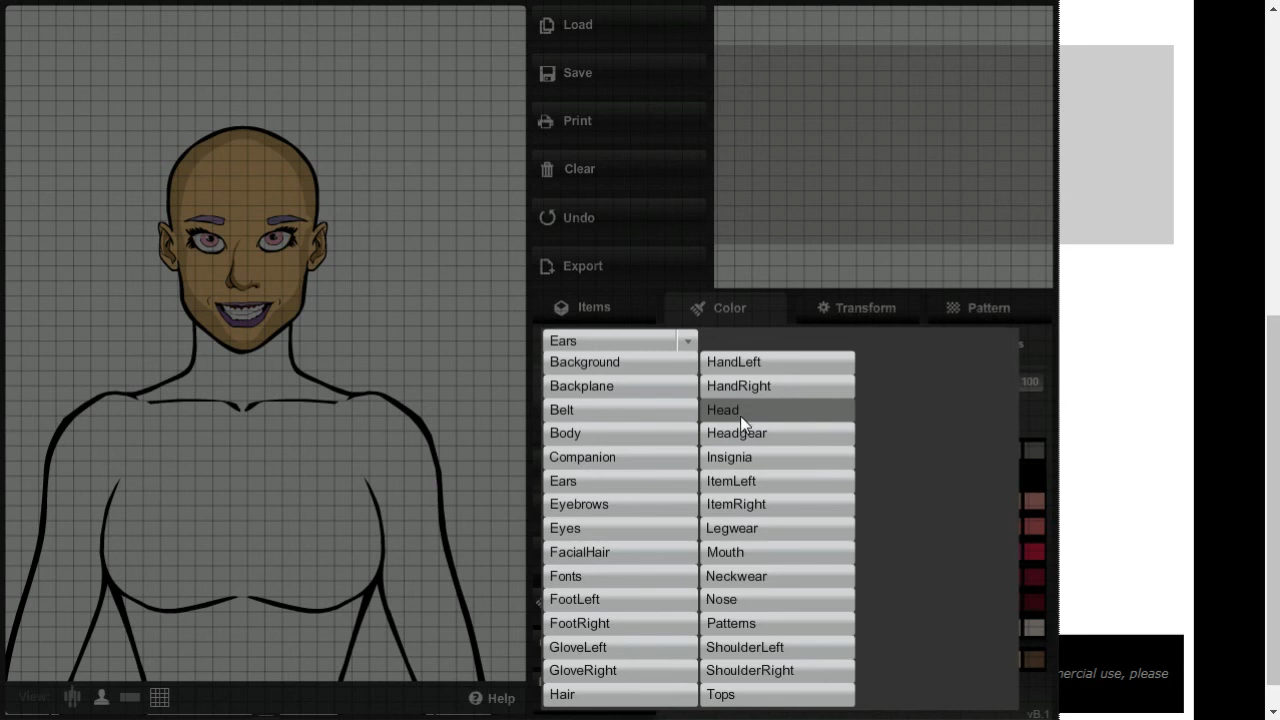 Load
Save
Print
Clear
Undo
Export
Items
Color
Transform
Pattern
Ears
s
100
Background
HandLeft
Backplane
HandRight
Belt
Head
Body
Headgear
Companion
Insignia
Ears
ItemLeft
Eyebrows
ItemRight
Eyes
Legwear
FacialHair
Mouth
Fonts
Neckwear
FootLeft
Nose
FootRight
Patterns
GloveLeft
ShoulderLeft
GloveRight
ShoulderRight
Hair
Tops
View:
Help
vB.1
ercial use, please